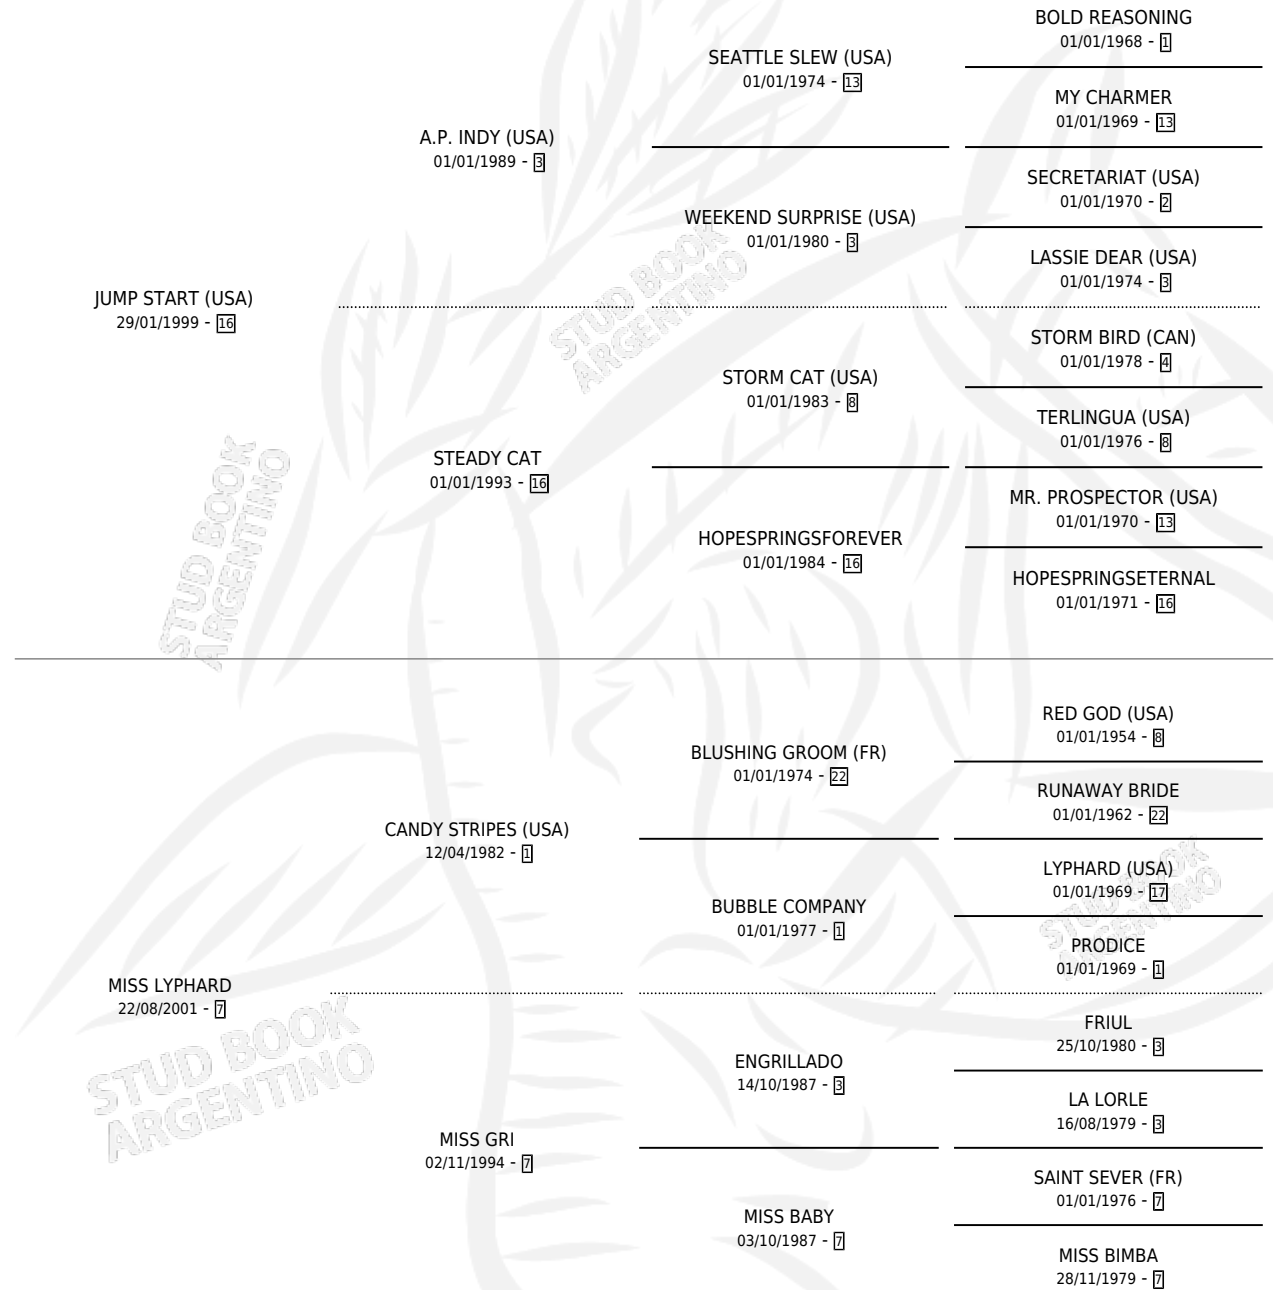 BOLD REASONING
01/01/1968 - 1
SEATTLE SLEW (USA)
01/01/1974 - 13
MY CHARMER
01/01/1969 - 13
A.P. INDY (USA)
01/01/1989 - 3
SECRETARIAT (USA)
01/01/1970 - 2
WEEKEND SURPRISE (USA)
01/01/1980 - 3
LASSIE DEAR (USA)
01/01/1974 - 3
STUD BOOK
ARGENTINO
JUMP START (USA)
29/01/1999 - 16
STORM BIRD (CAN)
01/01/1978 - 4
STORM CAT (USA)
01/01/1983 - 8
TERLINGUA (USA)
01/01/1976 - 8
STEADY CAT
01/01/1993 - 16
MR. PROSPECTOR (USA)
01/01/1970 - 13
HOPESPRINGSFOREVER
01/01/1984 - 16
HOPESPRINGSETERNAL
01/01/1971 - 16
STUD BOOK
ARGENTINO
RED GOD (USA)
01/01/1954 - 8
BLUSHING GROOM (FR)
01/01/1974 - 22
RUNAWAY BRIDE
01/01/1962 - 22
CANDY STRIPES (USA)
12/04/1982 - 1
LYPHARD (USA)
01/01/1969 - 17
BUBBLE COMPANY
01/01/1977 - 1
PRODICE
01/01/1969 - 1
STUD BOOK
ARGENTINO
MISS LYPHARD
22/08/2001 - 7
FRIUL
25/10/1980 - 3
ENGRILLADO
14/10/1987 - 3
LA LORLE
16/08/1979 - 3
STUD BOOK
ARGENTINO
MISS GRI
02/11/1994 - 7
SAINT SEVER (FR)
01/01/1976 - 7
MISS BABY
03/10/1987 - 7
MISS BIMBA
28/11/1979 - 7